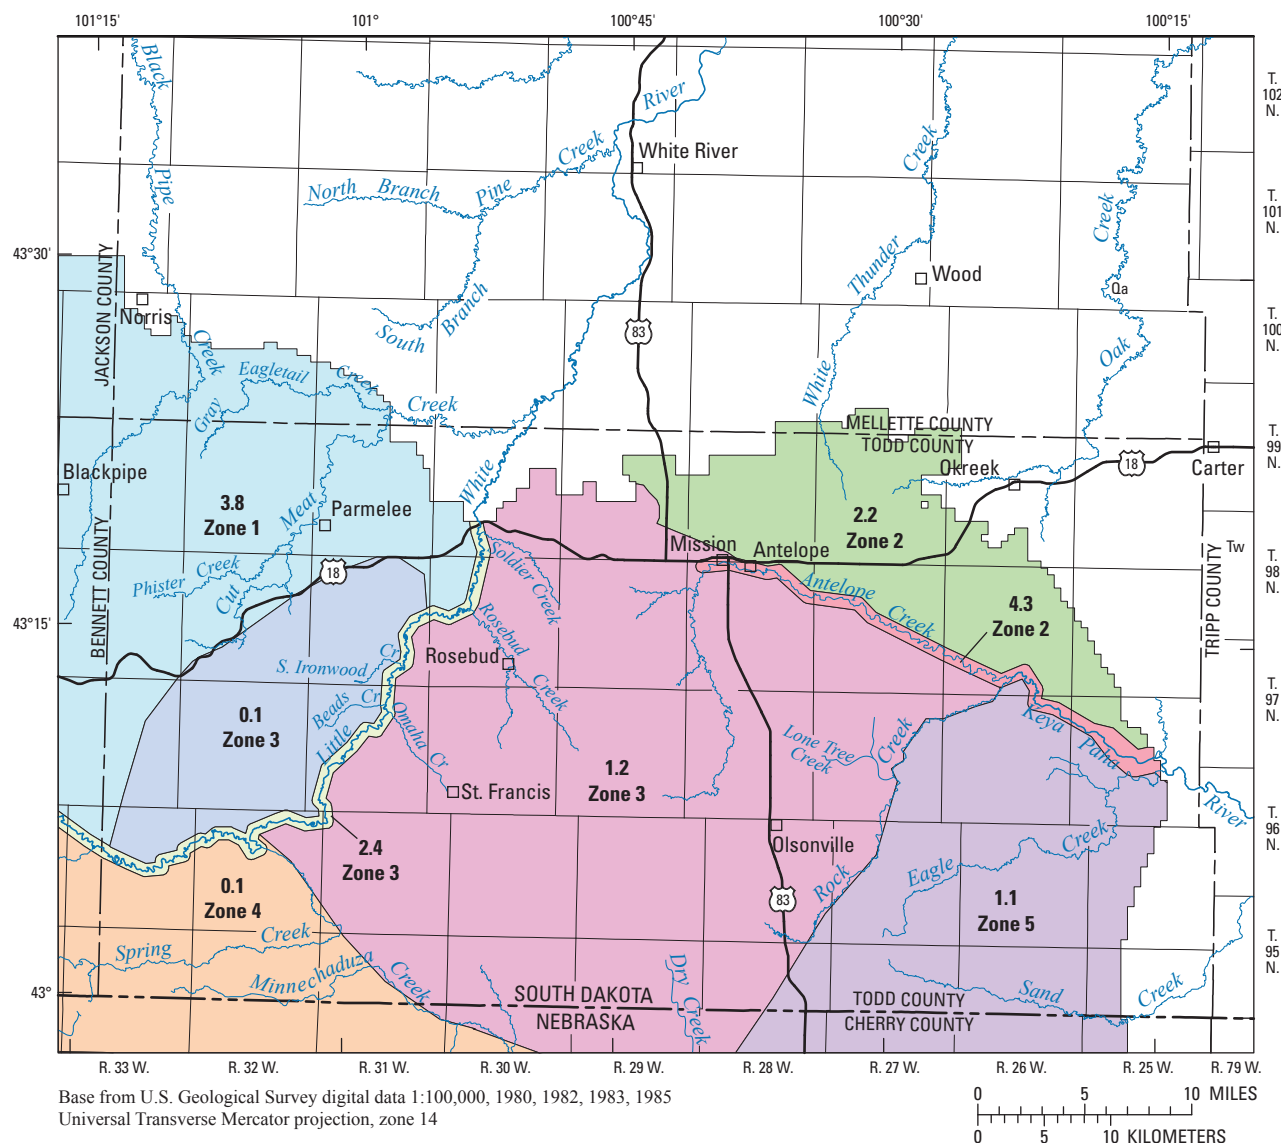 101°15'
101°
100°45'
100°30'
100°15'
Black
Pipe
Creek
River
White River
North Branch
Pine
Creek
South
Branch
Creek
Thunder
White
Wood
Creek
Qa
Oak
T.
102
N.
T.
101
N.
T.
100
N.
T.
99
N.
T.
98
N.
T.
97
N.
T.
96
N.
T.
95
N.
43°30'
43°15'
43°
JACKSON COUNTY
BENNETT COUNTY
Norris
Eagletail
Creek
Gray
Creek
83
MELLETTE COUNTY
TODD COUNTY
Okreek
18
Carter
Blackpipe
3.8
Zone 1
Meat
Parmelee
White
Phister Creek
Cut
18
Soldier Creek
Mission
Antelope
2.2
Zone 2
TRIPP COUNTY
Tw
Antelope
Creek
4.3
Zone 2
Rosebud
Rosebud
Creek
S. Ironwood
Cr
Beads
Cr
Little
Omaha Cr
0.1
Zone 3
Keya
Paha
River
Lone Tree
Creek
Creek
1.2
Zone 3
St. Francis
Olsonville
2.4
Zone 3
0.1
Zone 4
Rock
83
Eagle
Creek
1.1
Zone 5
Spring
Creek
Minnechaduza
Creek
Dry Creek
Sand
Creek
SOUTH DAKOTA
NEBRASKA
TODD COUNTY
CHERRY COUNTY
R. 33 W.
R. 32 W.
R. 31 W.
R. 30 W.
R. 29 W.
R. 28 W.
R. 27 W.
R. 26 W.
R. 25 W.
R. 79 W.
Base from U.S. Geological Survey digital data 1:100,000, 1980, 1982, 1983, 1985
Universal Transverse Mercator projection, zone 14
0 5 10 MILES
0 5 10 KILOMETERS